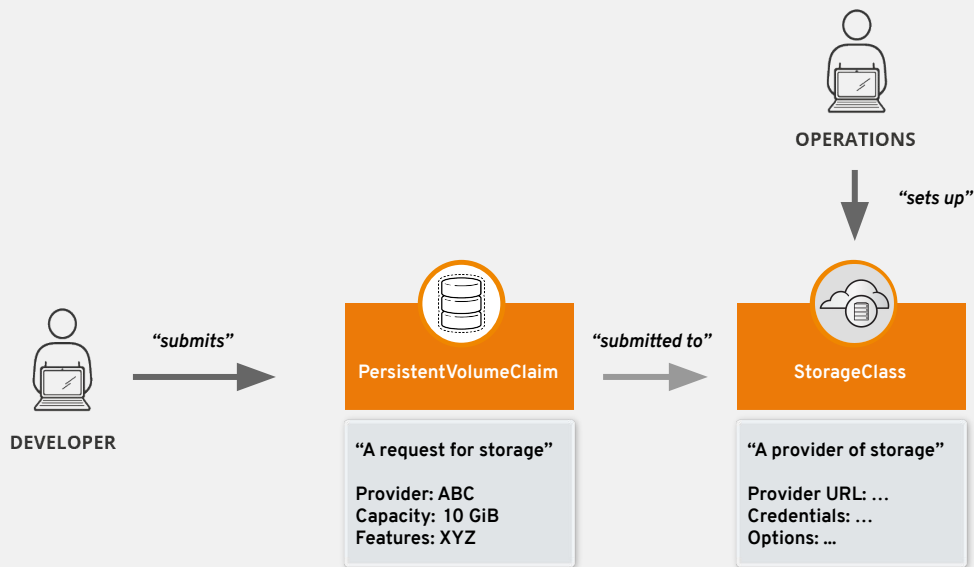 OPERATIONS
“sets up”
“submits”
“submitted to”
PersistentVolumeClaim
StorageClass
DEVELOPER
“A request for storage”
Provider: ABC
Capacity: 10 GiB
Features: XYZ
“A provider of storage”
Provider URL: …
Credentials: …
Options: ...